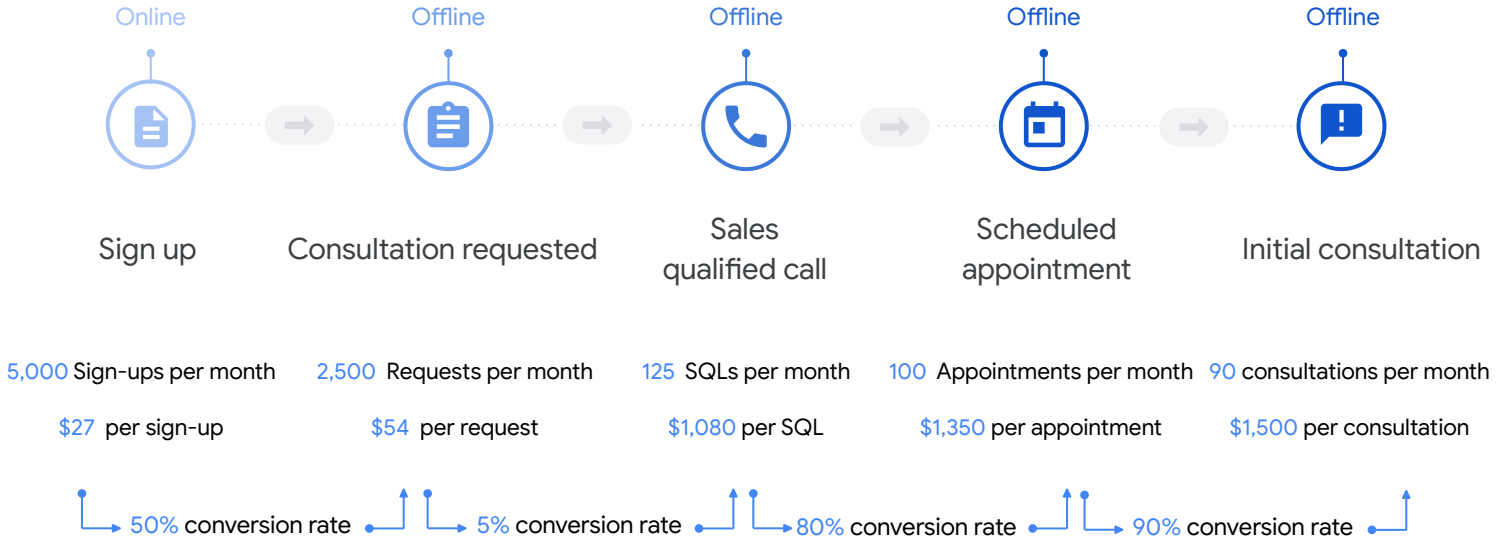 Online
Offline
Offline
Offline
Offline
Sign up
Consultation requested
Sales
qualified call
Scheduled
appointment
Initial consultation
5,000 Sign-ups per month
2,500 Requests per month
125 SQLs per month
100 Appointments per month
90 consultations per month
$27 per sign-up
$54 per request
$1,080 per SQL
$1,350 per appointment
$1,500 per consultation
50% conversion rate
5% conversion rate
80% conversion rate
90% conversion rate